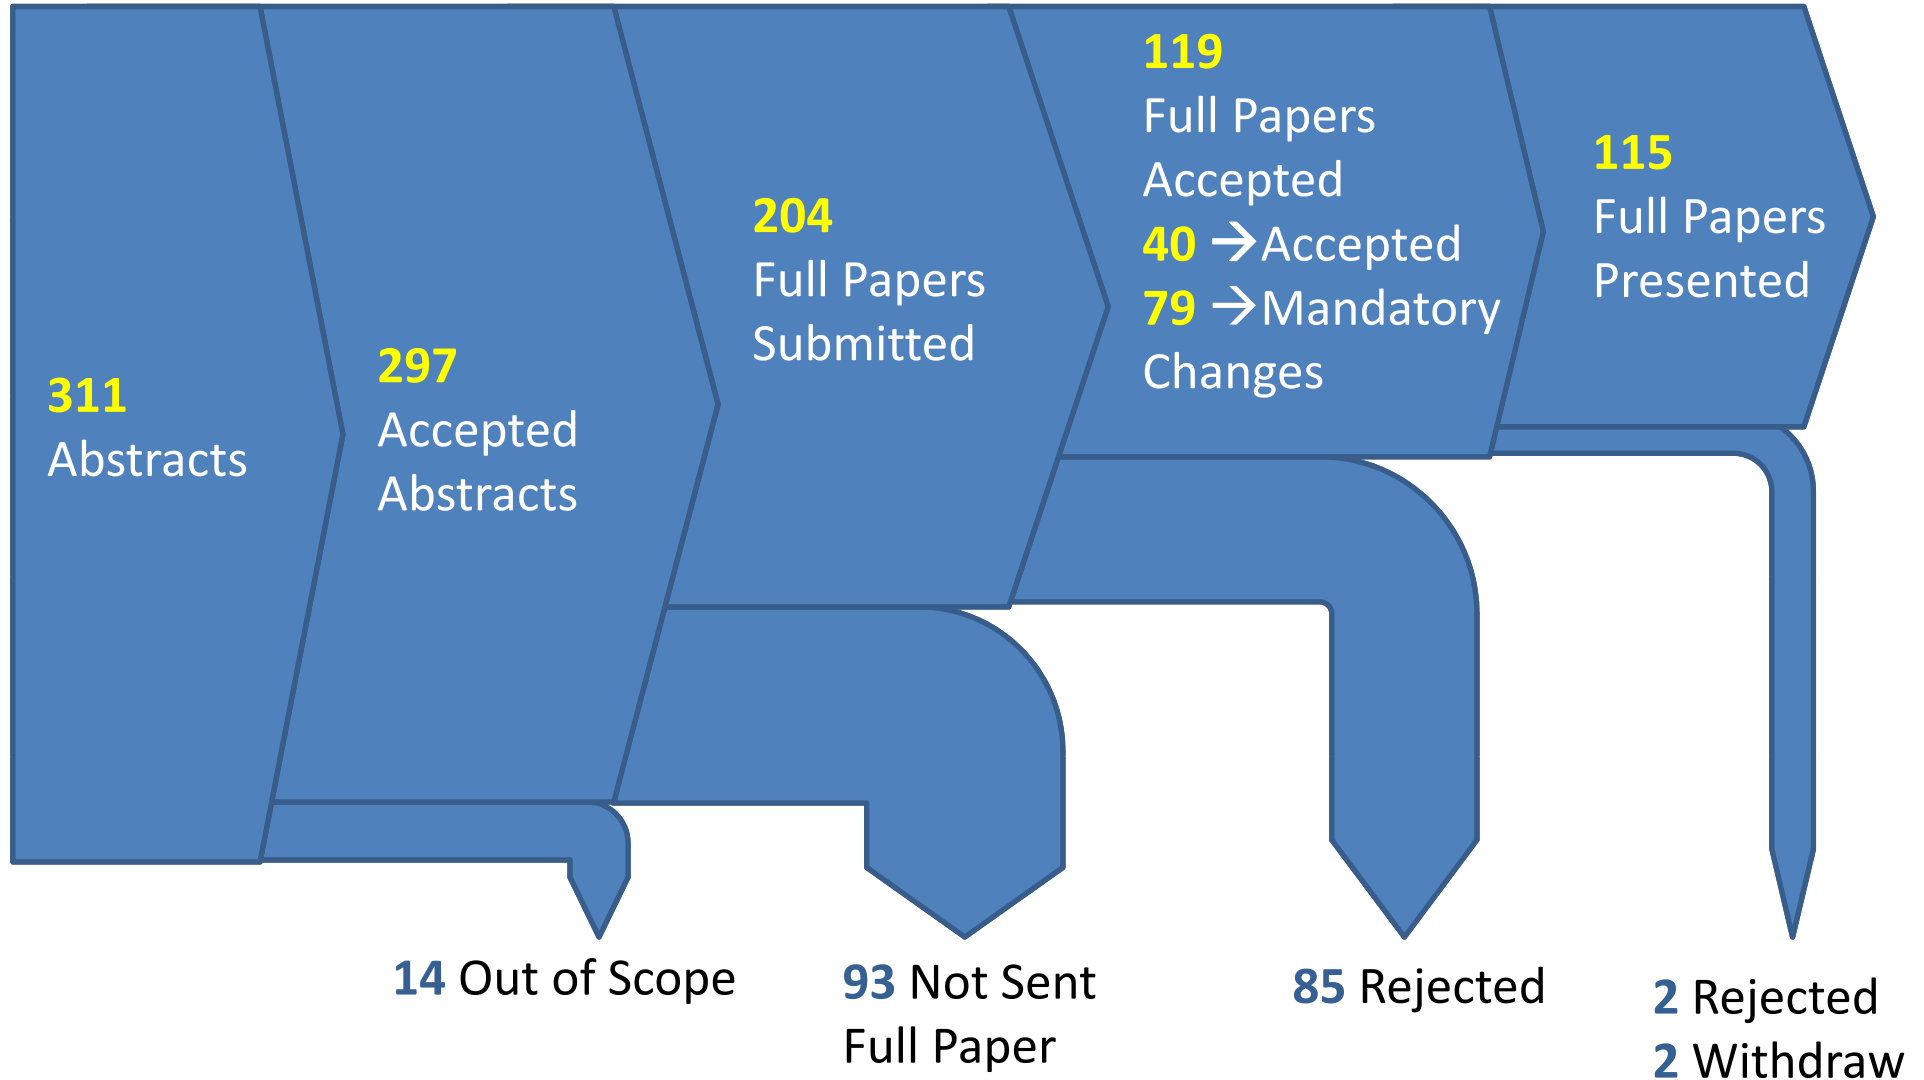 311
Abstracts
297
Accepted
Abstracts
204
Full Papers
Submitted
119
Full Papers
Accepted
40 →Accepted
79 →Mandatory
Changes
115
Full Papers
Presented
14 Out of Scope
93 Not Sent
Full Paper
85 Rejected
2 Rejected
2 Withdraw